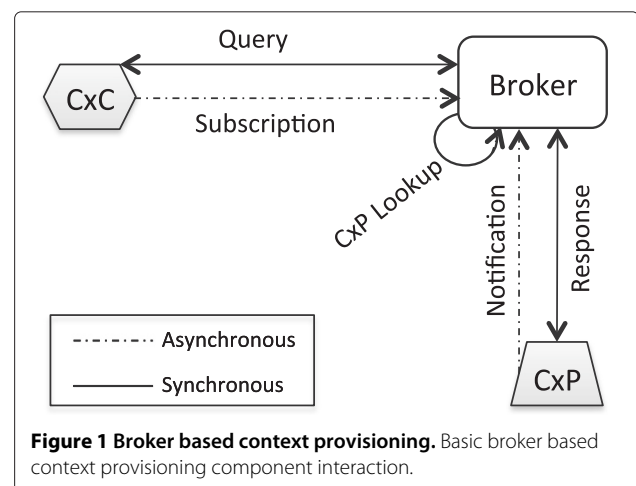 Query
CxC
Broker
Subscription
CxP Lookup
Notification
Response
Asynchronous
Synchronous
CxP
Figure 1 Broker based context provisioning. Basic broker based
context provisioning component interaction.